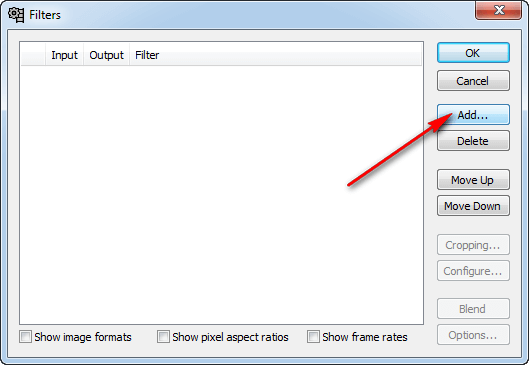 Filters
Input Output Filter
OK
Cancel
Add...
Delete
Move Up
Move Down
Cropping...
Configure...
Blend
Options...
Show image formats Show pixel aspect ratios Show frame rates